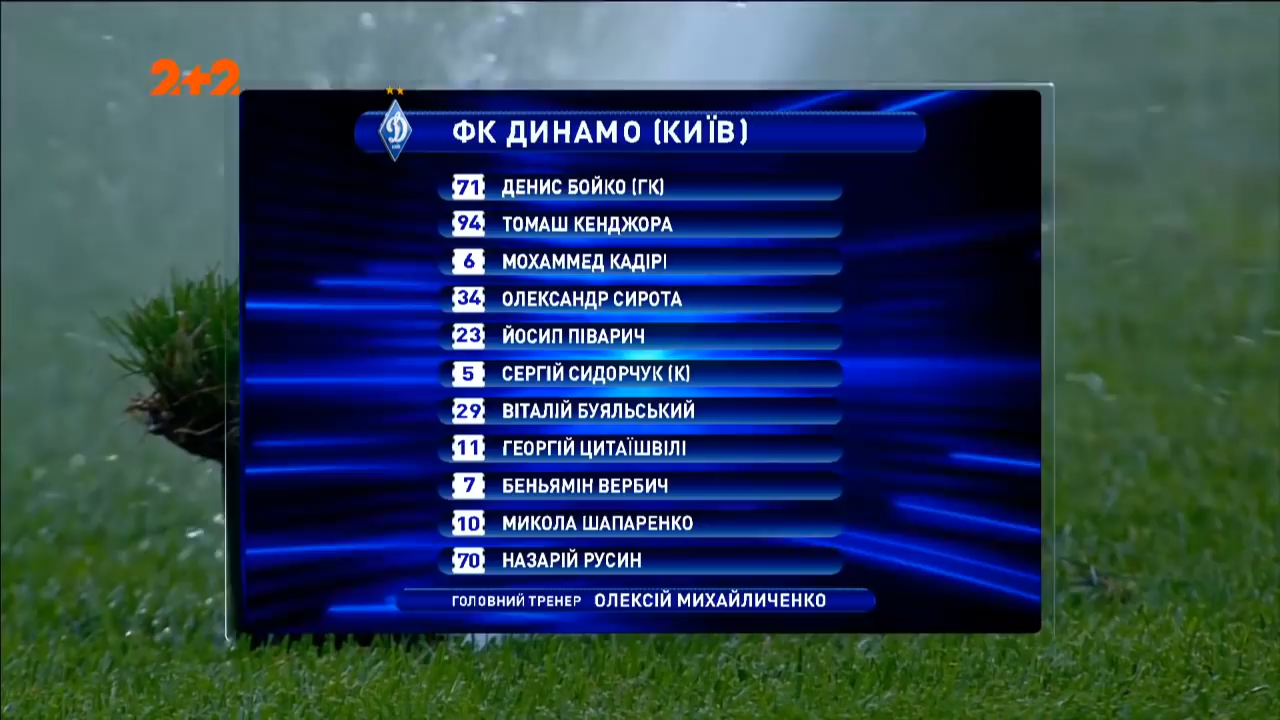 2+2
ФК ДИНАМО (КИЇВ)
71 ДЕНИС БОЙКО (ГК)
94 ТОМАШ КЕНДЖОРА
6 МОХАММЕД КАДІРІ
34 ОЛЕКСАНДР СИРОТА
23 ЙОСИП ПІВАРИЧ
5 СЕРГІЙ СИДОРЧУК (К)
29 ВІТАЛІЙ БУЯЛЬСЬКИЙ
11 ГЕОРГІЙ ЦИТАЇШВІЛІ
7 БЕНЬЯМІН ВЕРБИЧ
10 МИКОЛА ШАПАРЕНКО
70 НАЗАРІЙ РУСИН
ГОЛОВНИЙ ТРЕНЕР ОЛЕКСІЙ МИХАЙЛИЧЕНКО